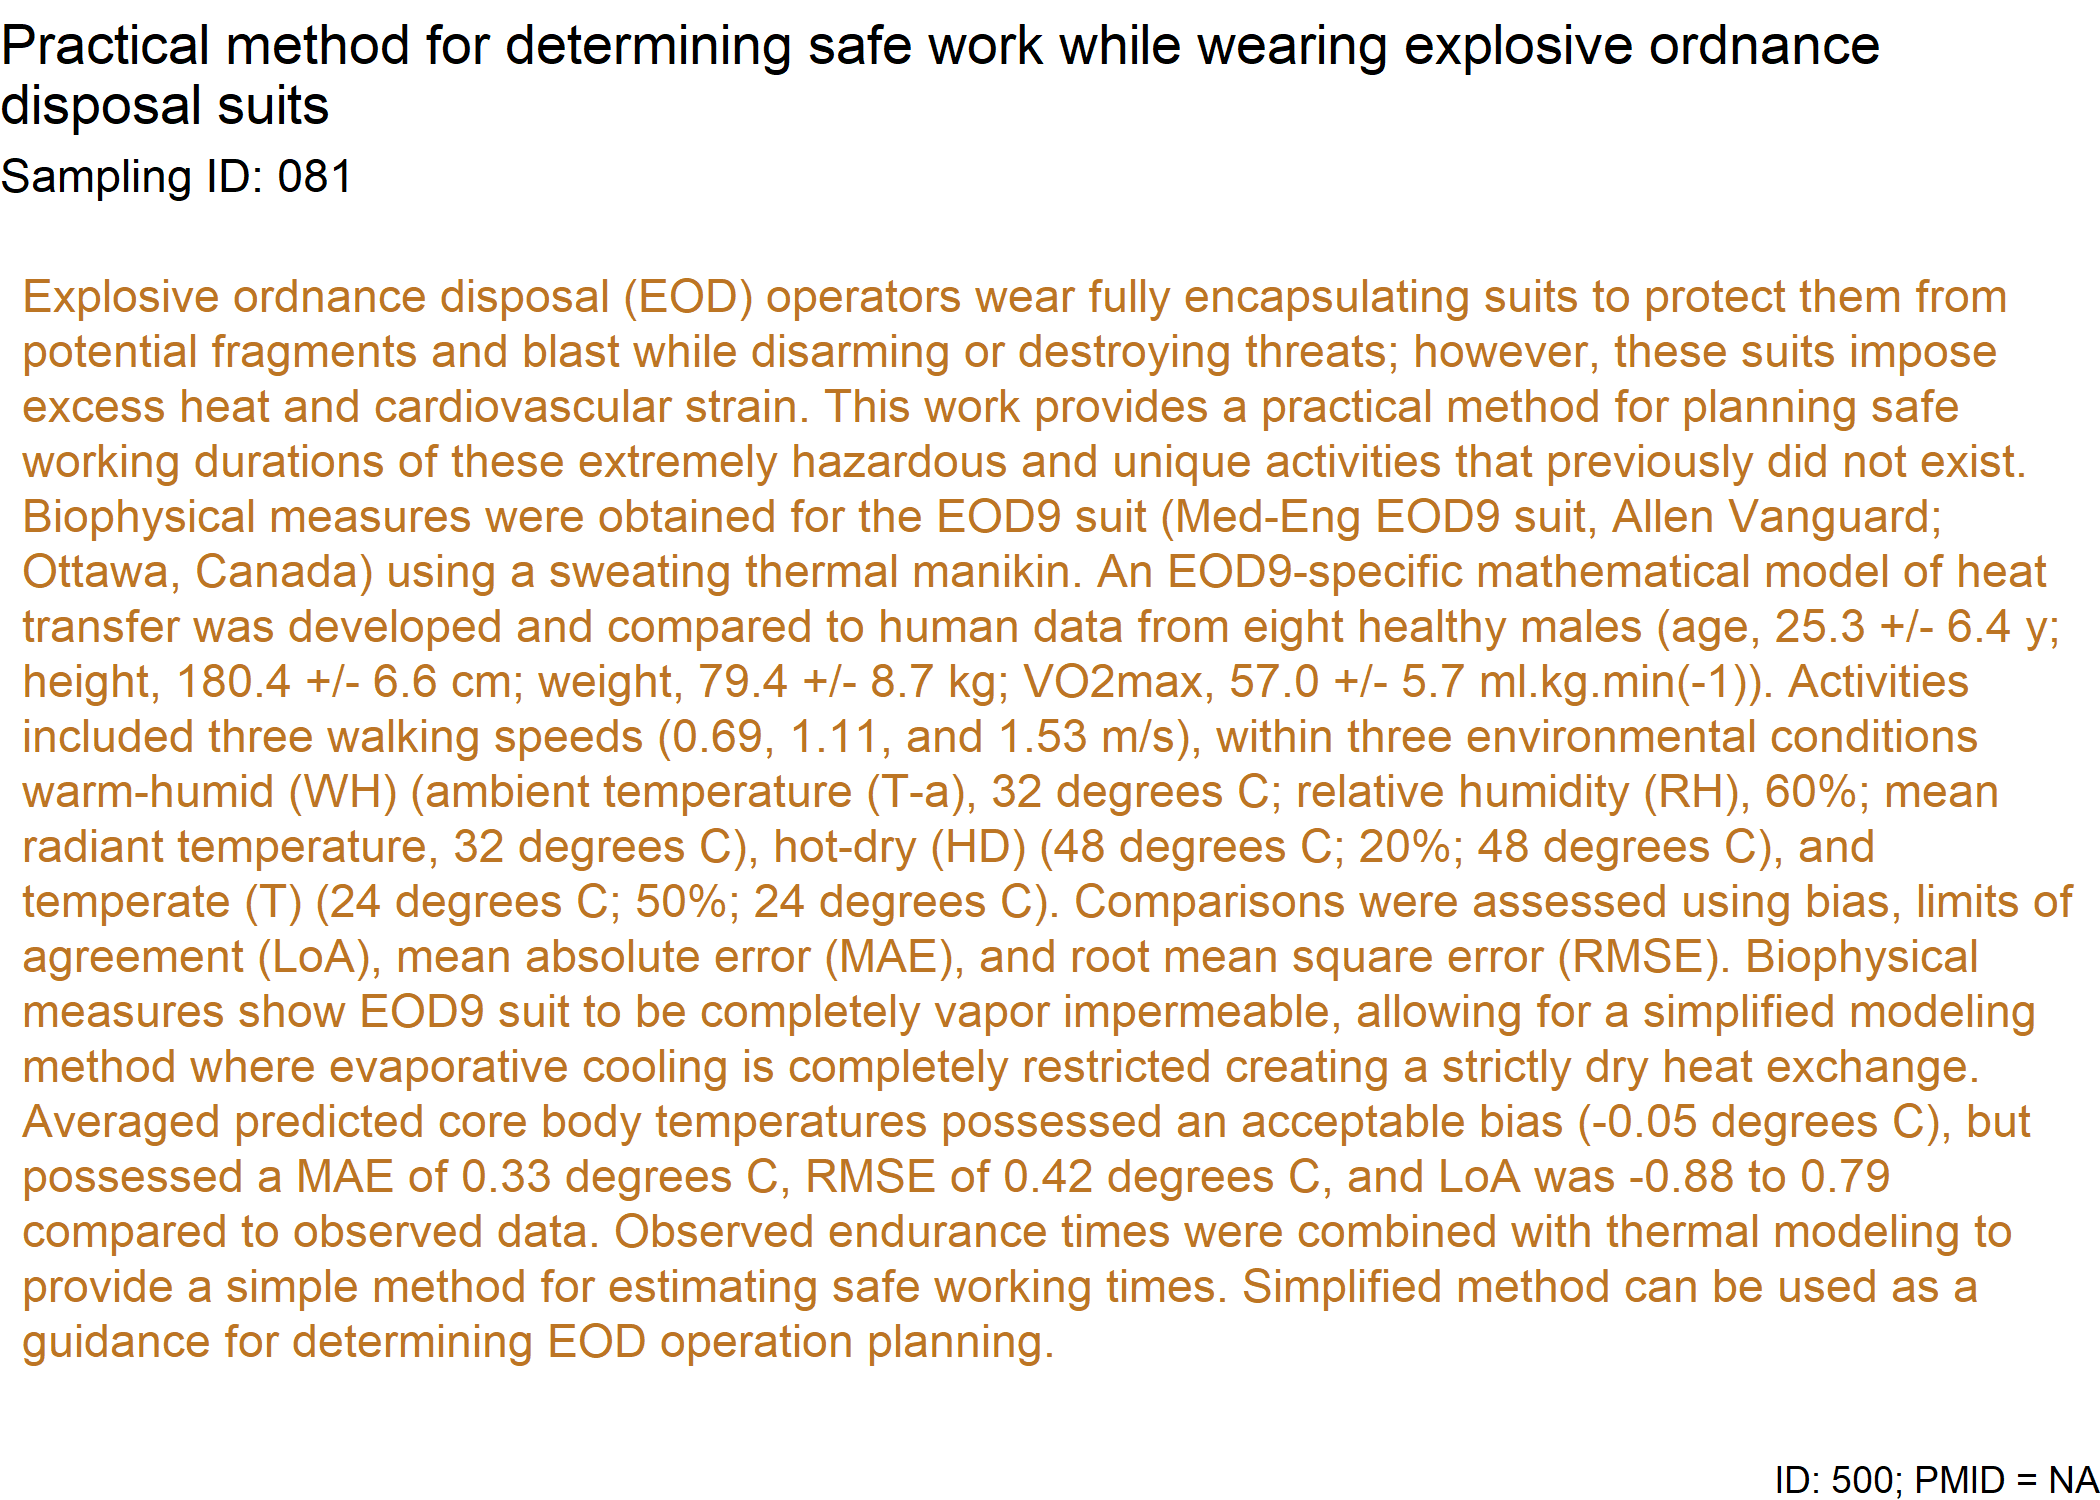 Practical method for determining safe work while wearing explosive ordnance
disposal suits
Sampling ID: 081
Explosive ordnance disposal (EOD) operators wear fully encapsulating suits to protect them from
potential fragments and blast while disarming or destroying threats; however, these suits impose
excess heat and cardiovascular strain. This work provides a practical method for planning safe
working durations of these extremely hazardous and unique activities that previously did not exist.
Biophysical measures were obtained for the EOD9 suit (Med-Eng EOD9 suit, Allen Vanguard;
Ottawa, Canada) using a sweating thermal manikin. An EOD9-specific mathematical model of heat
transfer was developed and compared to human data from eight healthy males (age, 25.3 +/- 6.4 y;
height, 180.4 +/- 6.6 cm; weight, 79.4 +/- 8.7 kg; VO2max, 57.0 +/- 5.7 ml.kg.min(-1)). Activities
included three walking speeds (0.69, 1.11, and 1.53 m/s), within three environmental conditions
warm-humid (WH) (ambient temperature (T-a), 32 degrees C; relative humidity (RH), 60%; mean
radiant temperature, 32 degrees C), hot-dry (HD) (48 degrees C; 20%; 48 degrees C), and
temperate (T) (24 degrees C; 50%; 24 degrees C). Comparisons were assessed using bias, limits of
agreement (LoA), mean absolute error (MAE), and root mean square error (RMSE). Biophysical
measures show EOD9 suit to be completely vapor impermeable, allowing for a simplified modeling
method where evaporative cooling is completely restricted creating a strictly dry heat exchange.
Averaged predicted core body temperatures possessed an acceptable bias (-0.05 degrees C), but
possessed a MAE of 0.33 degrees C, RMSE of 0.42 degrees C, and LoA was -0.88 to 0.79
compared to observed data. Observed endurance times were combined with thermal modeling to
provide a simple method for estimating safe working times. Simplified method can be used as a
guidance for determining EOD operation planning.
ID: 500; PMID = NA